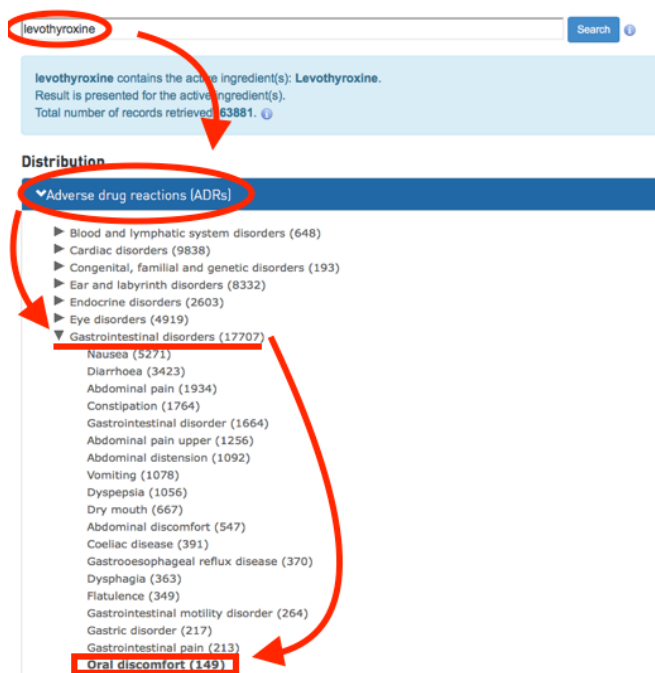 levothyroxine
Search
levothyroxine contains the active ingredient(s): Levothyroxine.
Result is presented for the active ingredient(s).
Total number of records retrieved: 63881.
Distribution
Adverse drug reactions (ADRs)
Blood and lymphatic system disorders (648)
Cardiac disorders (9838)
Congenital, familial and genetic disorders (193)
Ear and labyrinth disorders (8332)
Endocrine disorders (2603)
Eye disorders (4919)
Gastrointestinal disorders (17707)
Nausea (5271)
Diarrhoea (3423)
Abdominal pain (1934)
Constipation (1764)
Gastrointestinal disorder (1664)
Abdominal pain upper (1256)
Abdominal distension (1092)
Vomiting (1078)
Dyspepsia (1056)
Dry mouth (667)
Abdominal discomfort (547)
Coeliac disease (391)
Gastrooesophageal reflux disease (370)
Dysphagia (363)
Flatulence (349)
Gastrointestinal motility disorder (264)
Gastric disorder (217)
Gastrointestinal pain (213)
Oral discomfort (149)